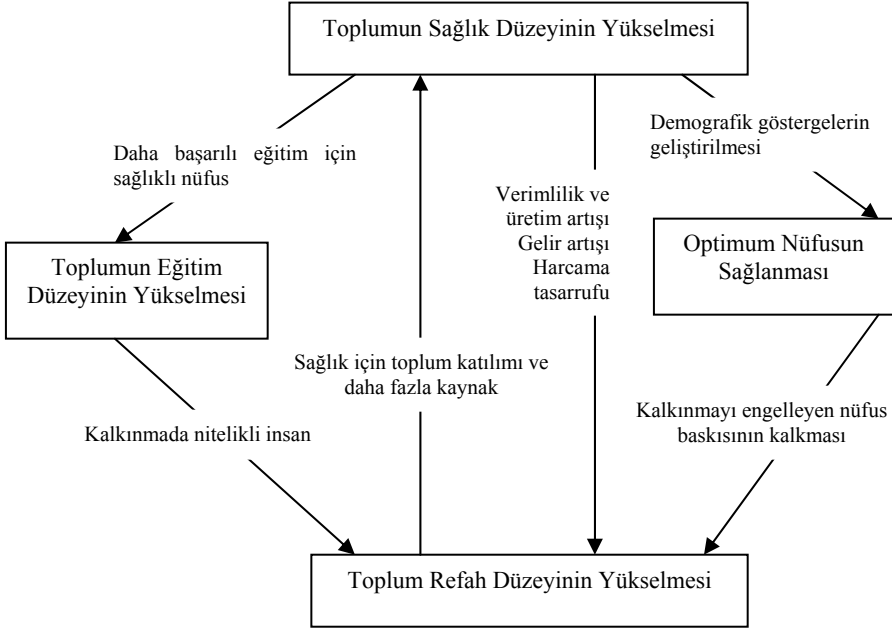 Toplumun Sağlık Düzeyinin Yükselmesi
Daha başarılı eğitim için
sağlıklı nüfus
Demografik göstergelerin
geliştirilmesi
Verimlilik ve
üretim artışı
Gelir artışı
Harcama
tasarrufu
Toplumun Eğitim
Düzeyinin Yükselmesi
Optimum Nüfusun
Sağlanması
Sağlık için toplum katılımı ve
daha fazla kaynak
Kalkınmada nitelikli insan
Kalkınmayı engelleyen nüfus
baskısının kalkması
Toplum Refah Düzeyinin Yükselmesi